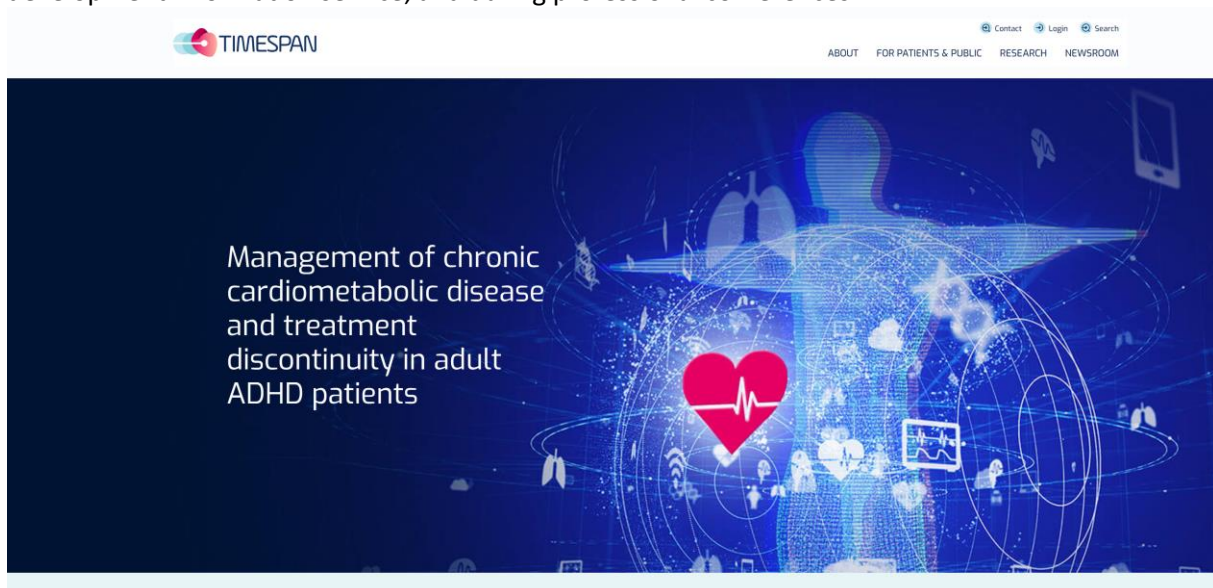 TIMESPAN
Contact Login Search
ABOUT FOR PATIENTS & PUBLIC RESEARCH NEWSROOM
Management of chronic
cardiometabolic disease
and treatment
discontinuity in adult
ADHD patients